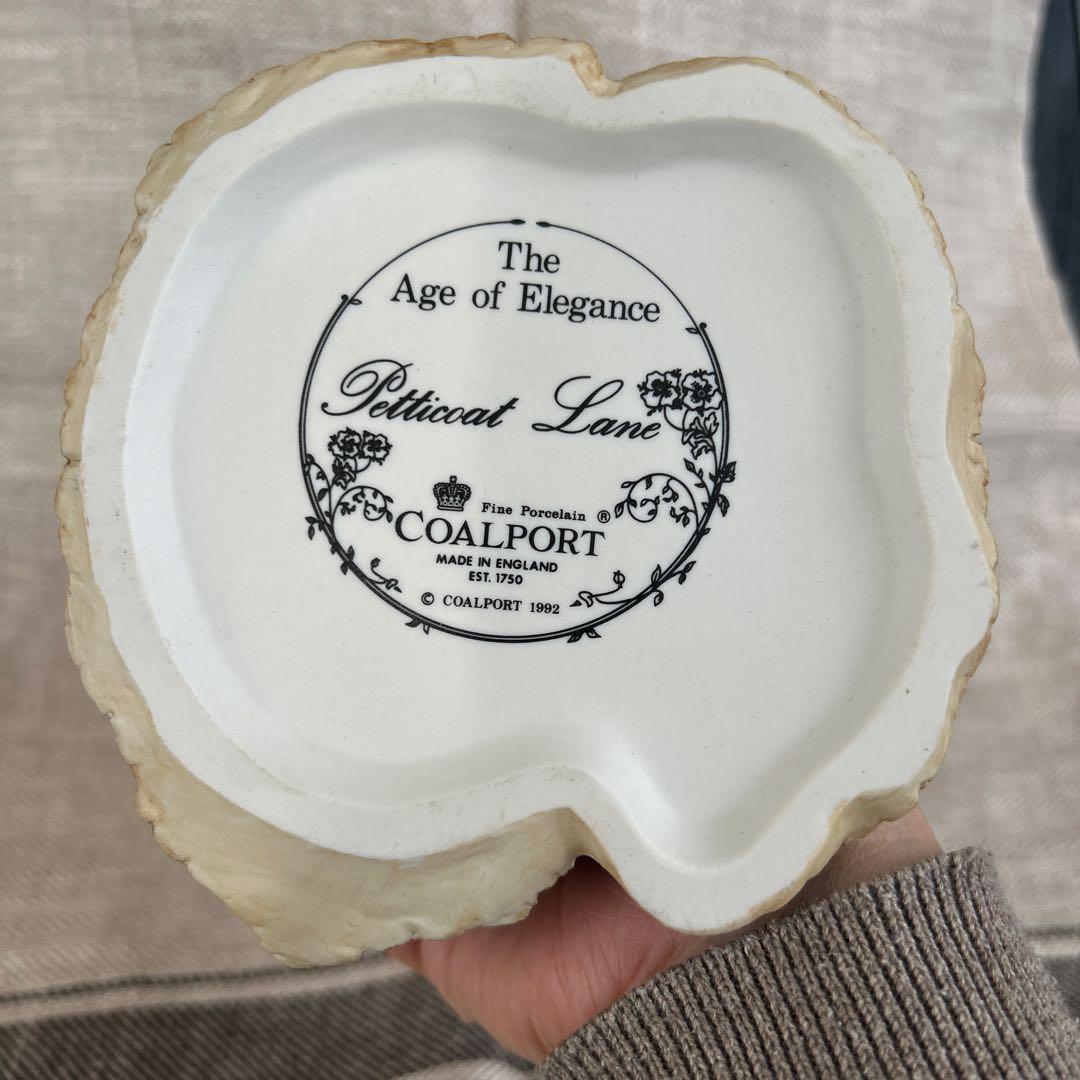 The
Age of Elegance
Petticoat Lane
Fine Porcelain ®
COALPORT
MADE IN ENGLAND
EST. 1750
© COALPORT 1992